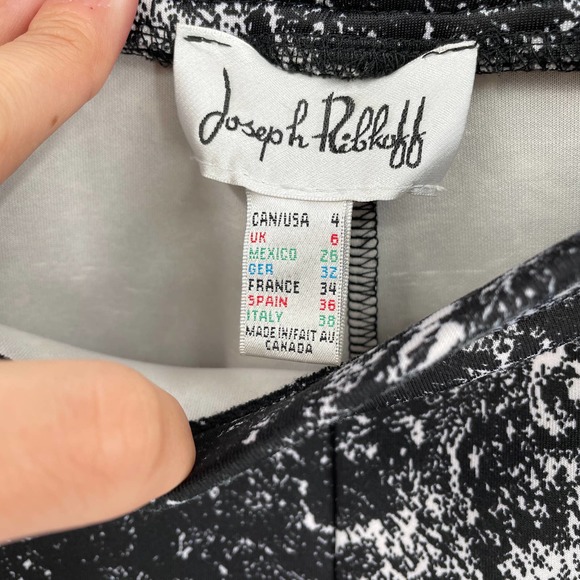 Joseph Ribkoff
CAN/USA 4
UK 6
MEXICO 26
GER 32
FRANCE 34
SPAIN 36
ITALY 38
MADE IN/FAIT AU
CANADA